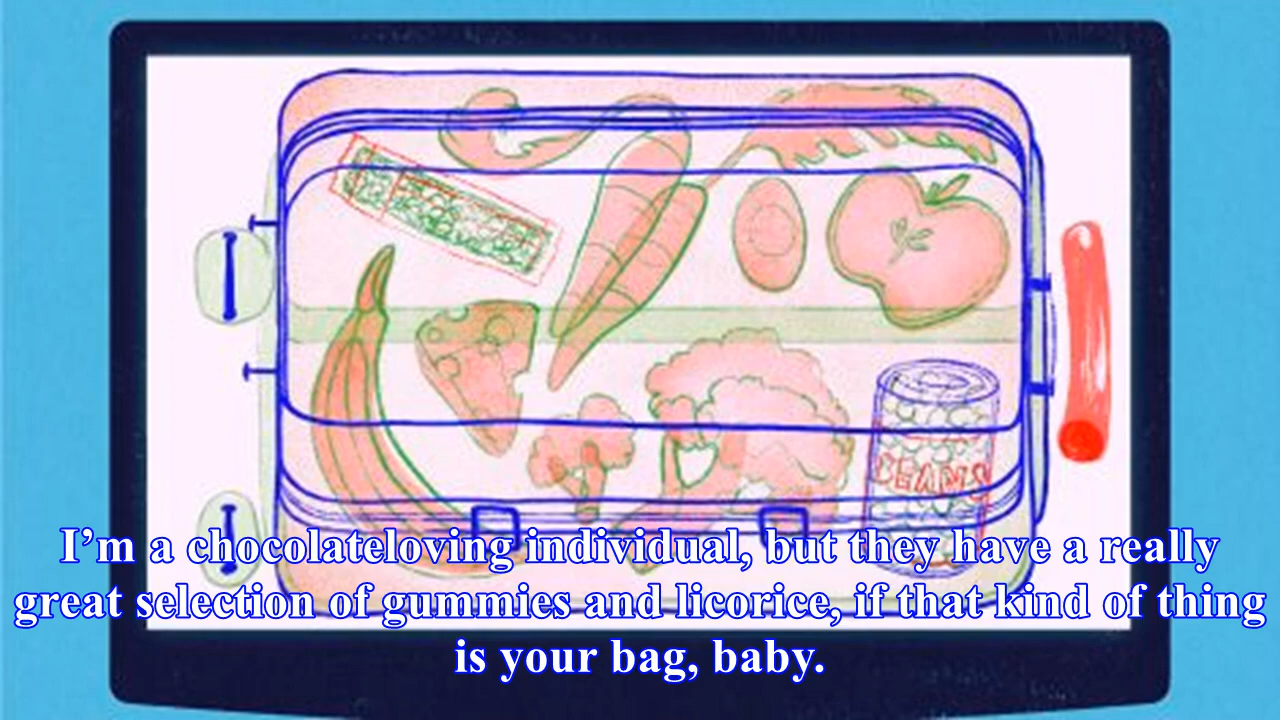 BEANS
I’m a chocolateloving individual, but they have a really
great selection of gummies and licorice, if that kind of thing
is your bag, baby.